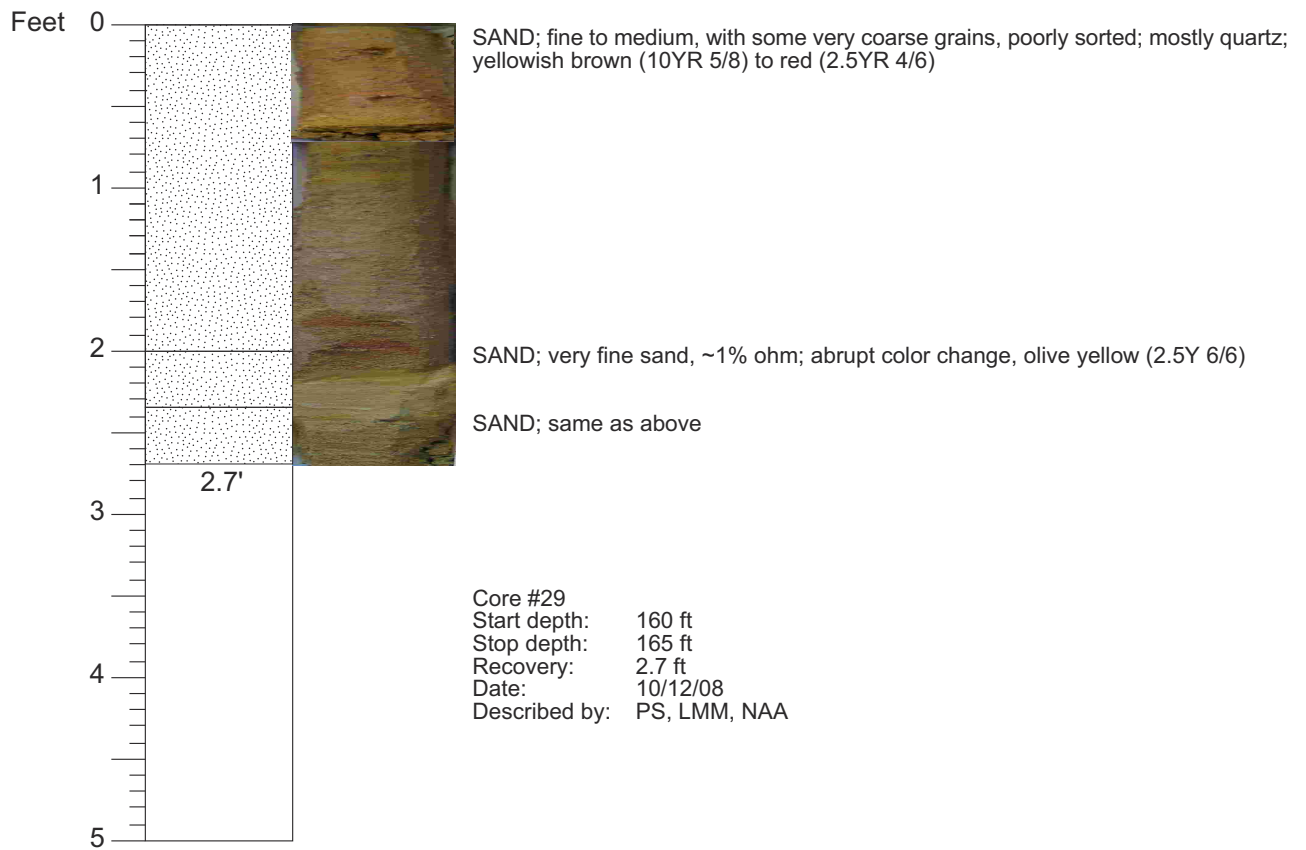 Feet 0
SAND; fine to medium, with some very coarse grains, poorly sorted; mostly quartz;
yellowish brown (10YR 5/8) to red (2.5YR 4/6)
1
2
SAND; very fine sand, ~1% ohm; abrupt color change, olive yellow (2.5Y 6/6)
SAND; same as above
2.7'
3
Core #29
Start depth: 160 ft
Stop depth: 165 ft
Recovery: 2.7 ft
4
Date: 10/12/08
Described by: PS, LMM, NAA
5